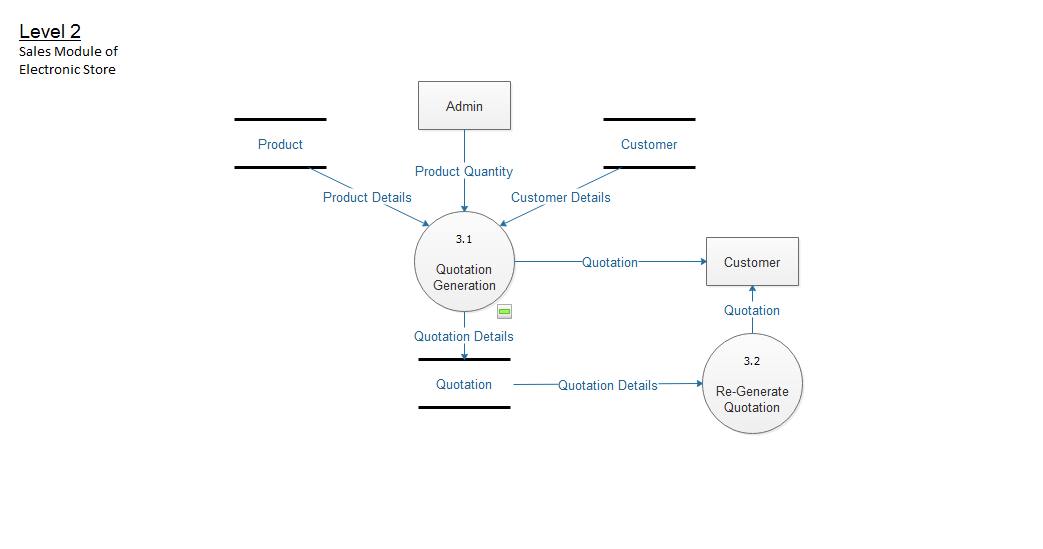 Level 2
Sales Module of
Electronic Store
Admin
Product
Customer
Product Quantity
Product Details
Customer Details
3.1
Quotation
Generation
Quotation
Customer
Quotation
Quotation Details
3.2
Quotation
Quotation Details
Re-Generate
Quotation